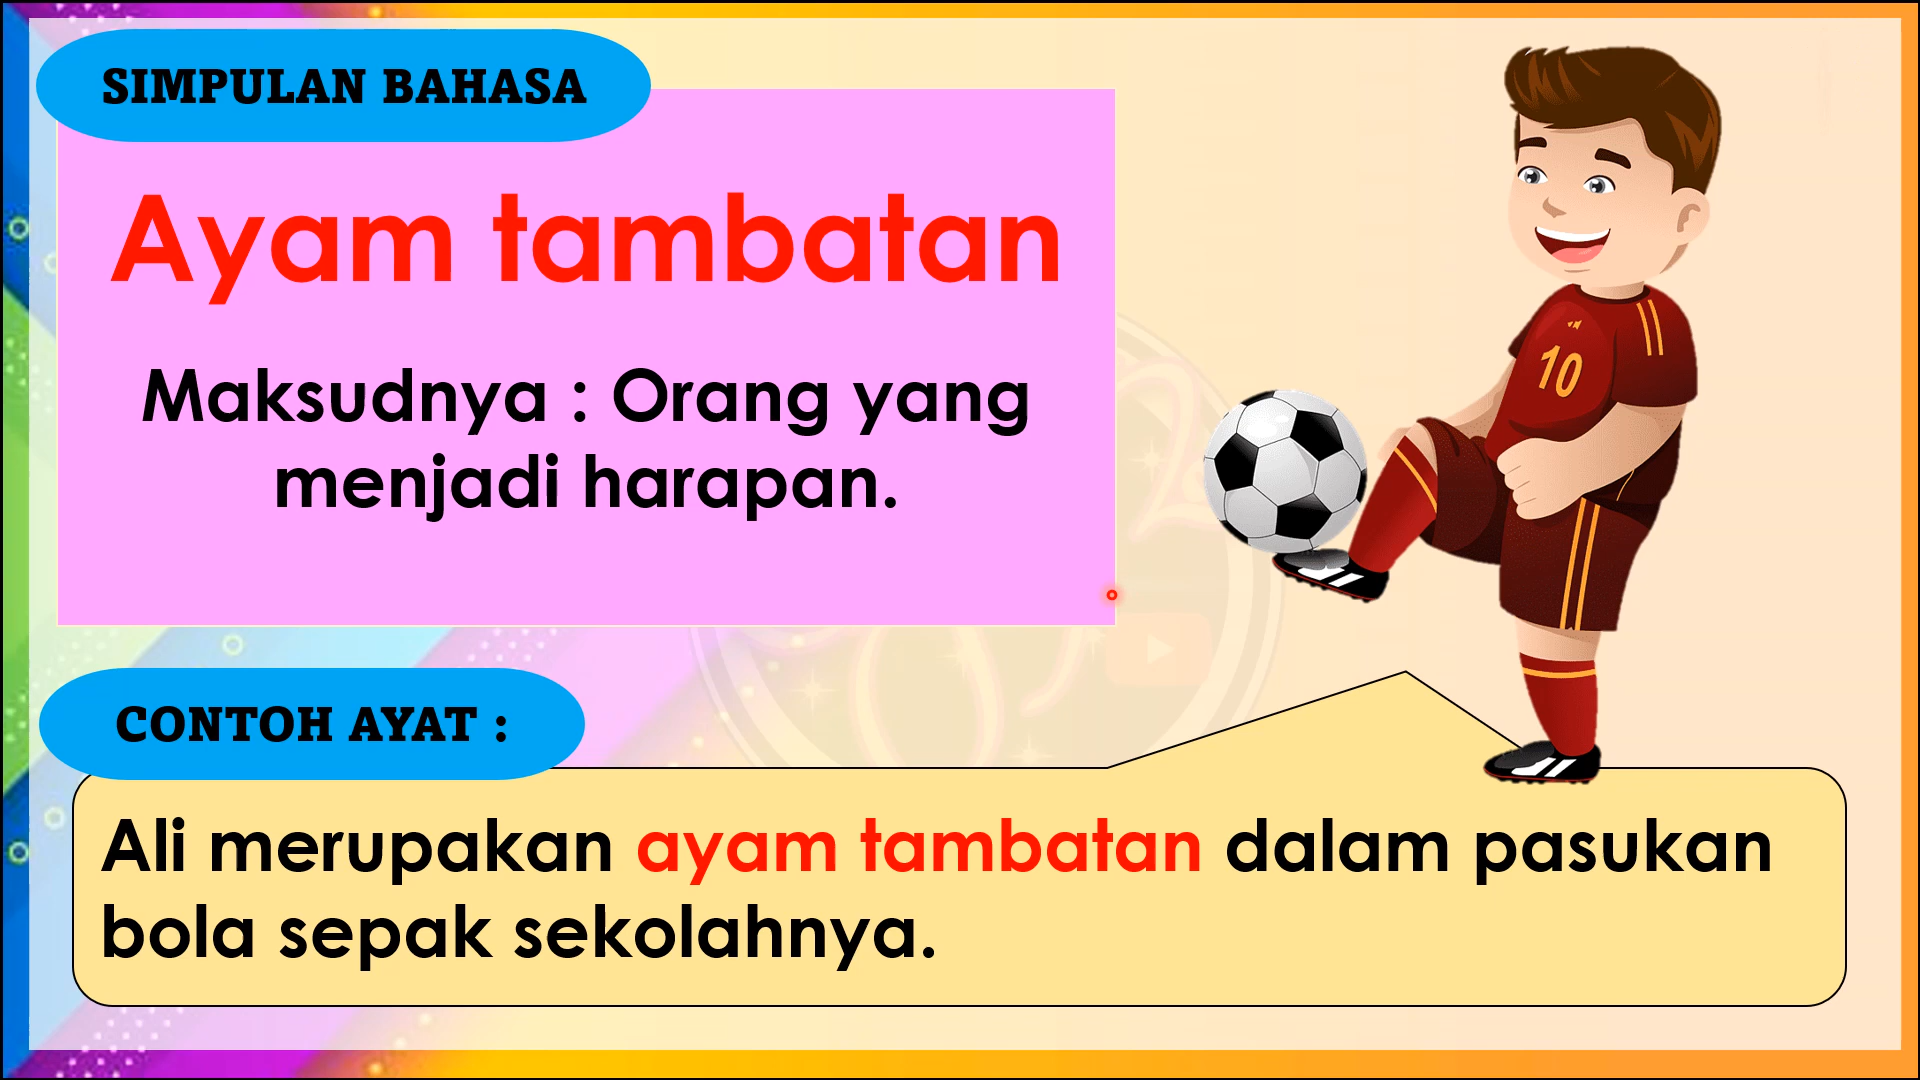 SIMPULAN BAHASA
Ayam tambatan
Maksudnya : Orang yang
menjadi harapan.
10
CONTOH AYAT :
Ali merupakan ayam tambatan dalam pasukan
bola sepak sekolahnya.